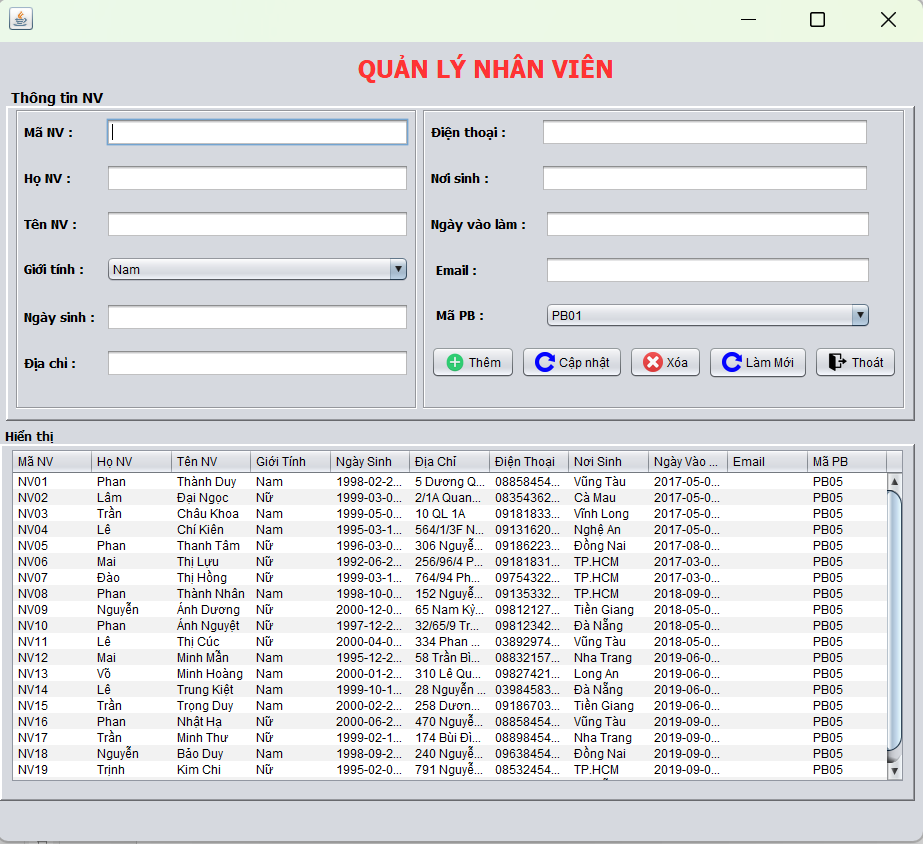 QUẢN LÝ NHÂN VIÊN
Thông tin NV
Mã NV :
Họ NV :
Tên NV :
Giới tính : Nam
Ngày sinh :
Địa chỉ :
Điện thoại :
Nơi sinh :
Ngày vào làm :
Email :
Mã PB : PB01
Thêm Cập nhật Xóa Làm Mới Thoát
Hiển thị
Mã NV Họ NV Tên NV Giới Tính Ngày Sinh Địa Chỉ Điện Thoại Nơi Sinh Ngày Vào ... Email Mã PB
NV01 Phan Thành Duy Nam 1998-02-2... 5 Dương Q... 08858454... Vũng Tàu 2017-05-0... PB05
NV02 Lâm Đại Ngọc Nữ 1999-03-0... 2/1A Quan... 08354362... Cà Mau 2017-05-0... PB05
NV03 Trần Châu Khoa Nam 1999-05-0... 10 QL 1A 09181833... Vĩnh Long 2017-05-0... PB05
NV04 Lê Chí Kiên Nam 1995-03-1... 564/1/3F N... 09131620... Nghệ An 2017-05-0... PB05
NV05 Phan Thanh Tâm Nữ 1996-03-0... 306 Nguyễ... 09186223... Đồng Nai 2017-08-0... PB05
NV06 Mai Thị Lựu Nữ 1992-06-2... 256/96/4 P... 09181831... TP.HCM 2017-03-0... PB05
NV07 Đào Thị Hồng Nữ 1999-03-1... 764/94 Ph... 09754322... TP.HCM 2017-03-0... PB05
NV08 Phan Thành Nhân Nam 1998-10-0... 152 Nguyễ... 09135332... TP.HCM 2018-09-0... PB05
NV09 Nguyễn Ánh Dương Nữ 2000-12-0... 65 Nam Kỳ... 09812127... Tiền Giang 2018-05-0... PB05
NV10 Phan Ánh Nguyệt Nữ 1997-12-2... 32/65/9 Tr... 09812342... Đà Nẵng 2018-05-0... PB05
NV11 Lê Thị Cúc Nữ 2000-04-0... 334 Phan ... 03892974... Vũng Tàu 2018-05-0... PB05
NV12 Mai Minh Mẫn Nam 1995-12-2... 58 Trần Bì... 08832157... Nha Trang 2019-06-0... PB05
NV13 Võ Minh Hoàng Nam 2000-01-2... 310 Lê Qu... 09827421... Long An 2019-06-0... PB05
NV14 Lê Trung Kiệt Nam 1999-10-1... 28 Nguyễn ... 03984583... Đà Nẵng 2019-06-0... PB05
NV15 Trần Trọng Duy Nam 2000-02-2... 258 Dươn... 09186703... Tiền Giang 2019-06-0... PB05
NV16 Phan Nhật Hạ Nữ 2000-06-2... 470 Nguyễ... 08858454... Vũng Tàu 2019-09-0... PB05
NV17 Trần Minh Thư Nữ 1999-02-1... 174 Bùi Đì... 08898454... Nha Trang 2019-09-0... PB05
NV18 Nguyễn Bảo Duy Nam 1998-09-2... 240 Nguyễ... 09638454... Đồng Nai 2019-09-0... PB05
NV19 Trịnh Kim Chi Nữ 1995-02-0... 791 Nguyễ... 08532454... TP.HCM 2019-09-0... PB05